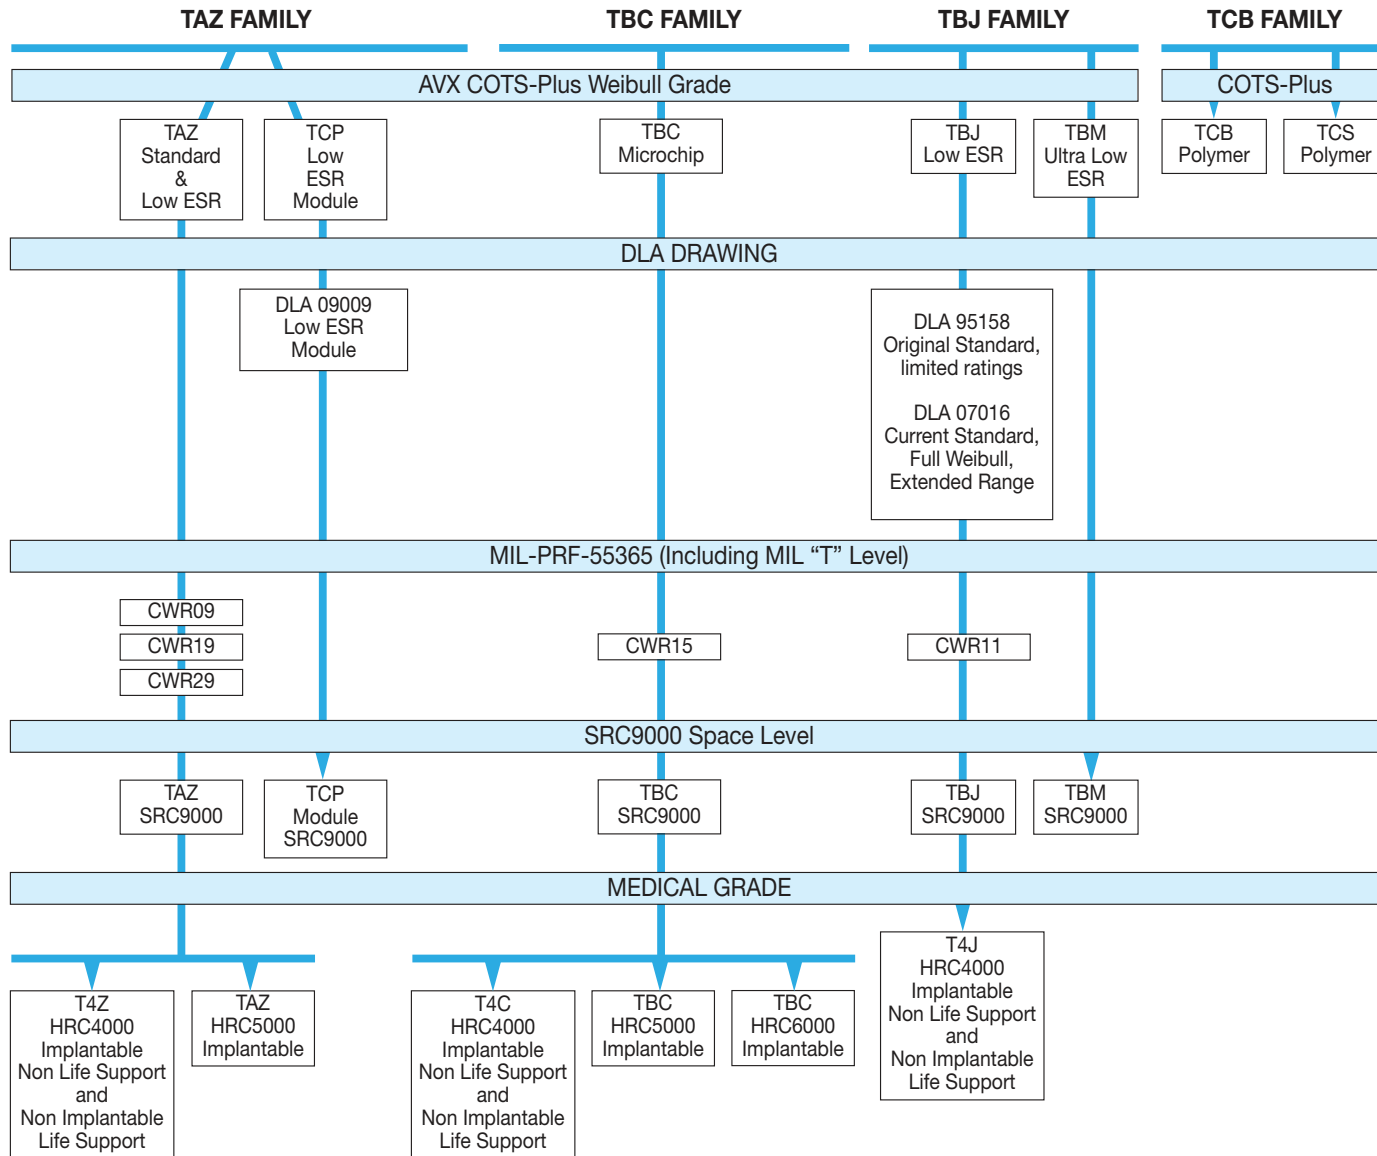 TAZ FAMILY
TBC FAMILY
TBJ FAMILY
TCB FAMILY
AVX COTS-Plus Weibull Grade
COTS-Plus
TAZ
Standard
&
Low ESR
TCP
Low
ESR
Module
TBC
Microchip
TBJ
Low ESR
TBM
Ultra Low
ESR
TCB
Polymer
TCS
Polymer
DLA DRAWING
DLA 09009
Low ESR
Module
DLA 95158
Original Standard,
limited ratings
DLA 07016
Current Standard,
Full Weibull,
Extended Range
MIL-PRF-55365 (Including MIL “T” Level)
CWR09
CWR19
CWR29
CWR15
CWR11
SRC9000 Space Level
TAZ
SRC9000
TCP
Module
SRC9000
TBC
SRC9000
TBJ
SRC9000
TBM
SRC9000
MEDICAL GRADE
T4Z
HRC4000
Implantable
Non Life Support
and
Non Implantable
Life Support
TAZ
HRC5000
Implantable
T4C
HRC4000
Implantable
Non Life Support
and
Non Implantable
Life Support
TBC
HRC5000
Implantable
TBC
HRC6000
Implantable
T4J
HRC4000
Implantable
Non Life Support
and
Non Implantable
Life Support